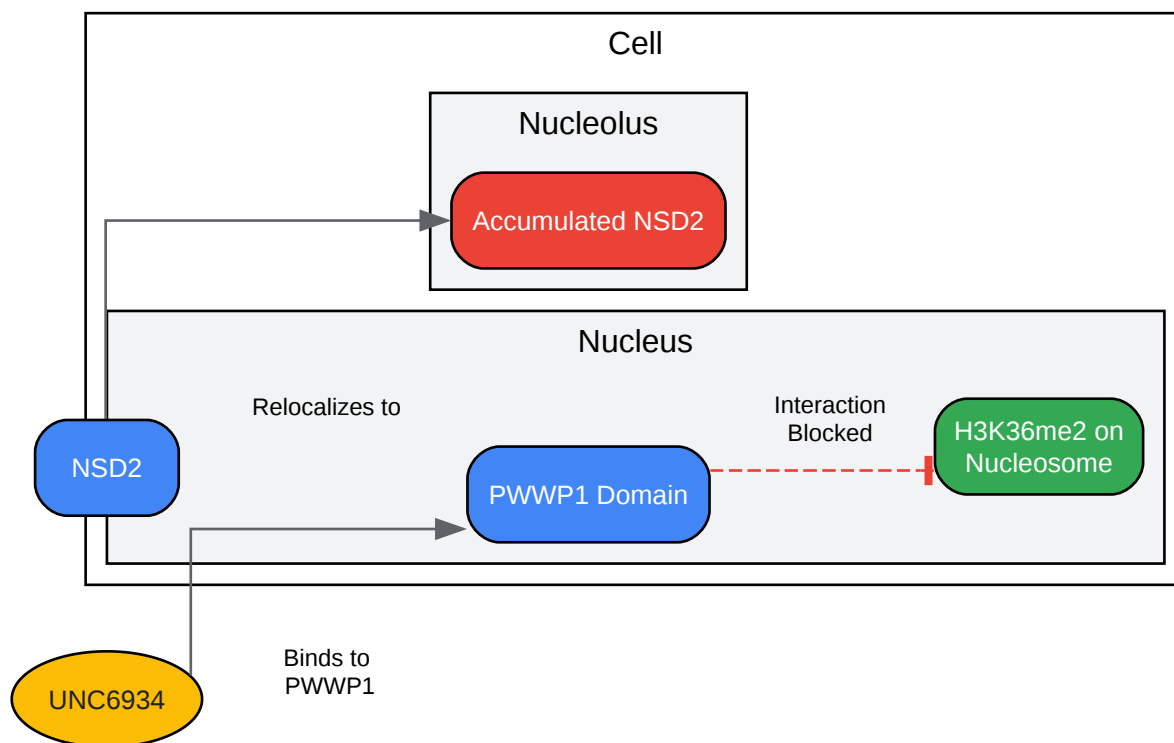 Cell
Nucleolus
Accumulated NSD2
Nucleus
Relocalizes to
Interaction
Blocked
H3K36me2 on
Nucleosome
NSD2
PWWP1 Domain
Binds to
PWWP1
UNC6934